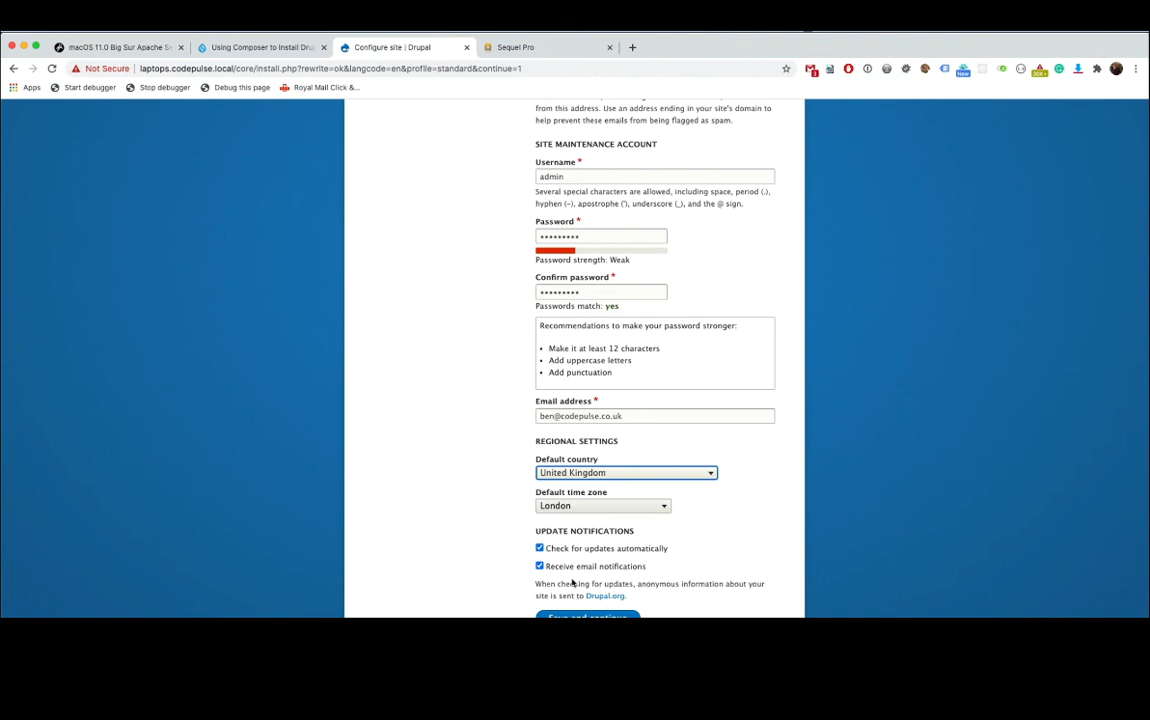 macOS 11.0 Big Sur Apache Se
Using Composer to Install Dru
Configure site | Drupal
Sequel Pro
Not Secure
laptops.codepulse.local/core/install.php?rewrite=ok&langcode=en&profile=standard&continue=1
Apps
Start debugger
Stop debugger
Debug this page
Royal Mail Click &...
from this address. Use an address ending in your site's domain to
help prevent these emails from being flagged as spam.
SITE MAINTENANCE ACCOUNT
Username *
admin
Several special characters are allowed, including space, period (.),
hyphen (-), apostrophe ('), underscore (_), and the @ sign.
Password *
•••••••••
Password strength: Weak
Confirm password *
•••••••••
Passwords match: yes
Recommendations to make your password stronger:
• Make it at least 12 characters
• Add uppercase letters
• Add punctuation
Email address *
ben@codepulse.co.uk
REGIONAL SETTINGS
Default country
United Kingdom
Default time zone
London
UPDATE NOTIFICATIONS
Check for updates automatically
Receive email notifications
When checking for updates, anonymous information about your
site is sent to Drupal.org.
Save and continue